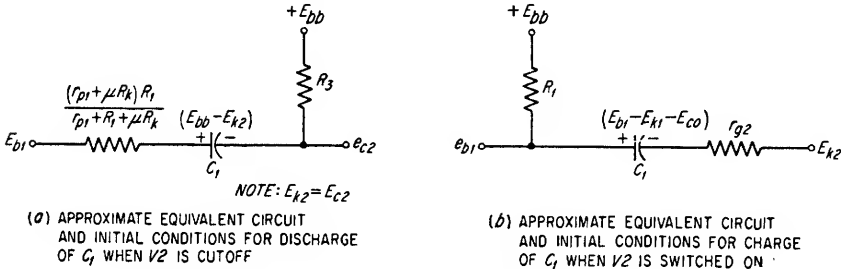 + Ebb
R3
(rp1+μRk) R1
rp1+R1+μRk
(Ebb−Ek2)
+ −
Eb1
C1
ec2
NOTE: Ek2=Ec2
(a) APPROXIMATE EQUIVALENT CIRCUIT
AND INITIAL CONDITIONS FOR DISCHARGE
OF C1 WHEN V2 IS CUTOFF
+ Ebb
R1
(Eb1−Ek1−Eco)
+ −
rg2
eb1
C1
Ek2
(b) APPROXIMATE EQUIVALENT CIRCUIT
AND INITIAL CONDITIONS FOR CHARGE
OF C1 WHEN V2 IS SWITCHED ON